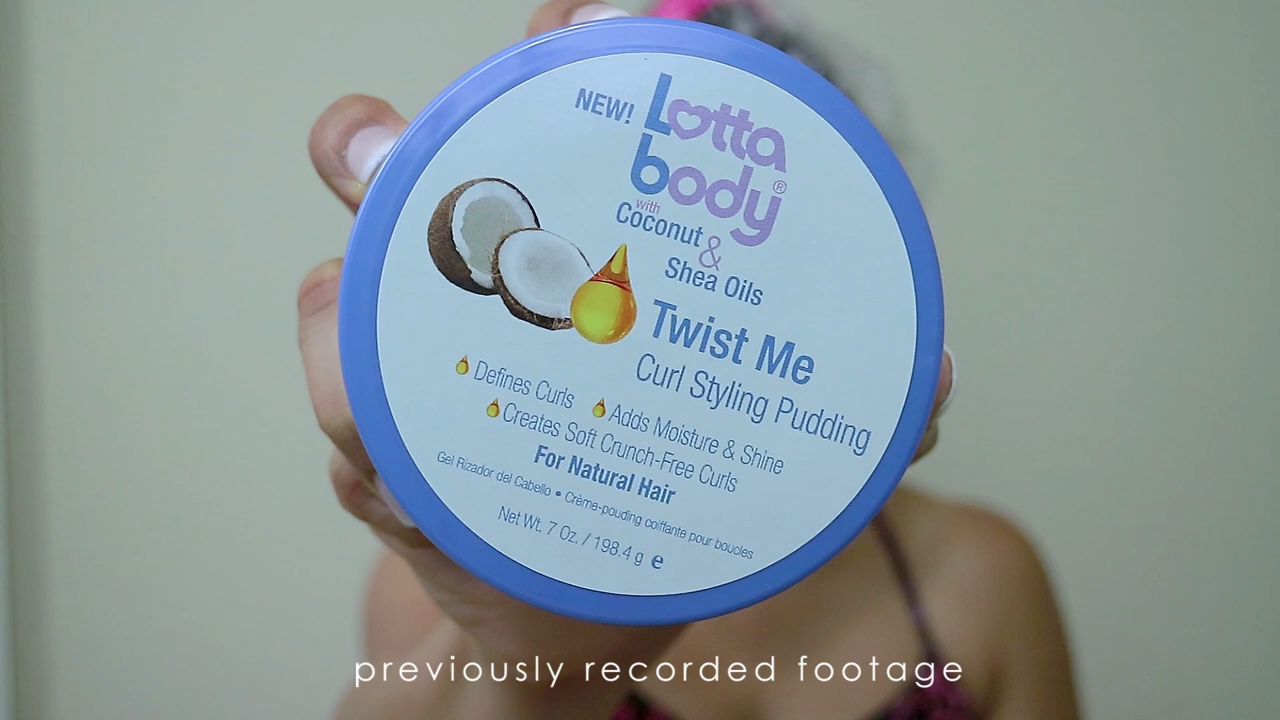 NEW!
Lotta
body®
with
Coconut
&
Shea Oils
Twist Me
Curl Styling Pudding
Defines Curls Adds Moisture & Shine
Creates Soft Crunch-Free Curls
For Natural Hair
Gel Rizador del Cabello • Crème-pouding coiffante pour boucles
Net Wt. 7 Oz. / 198.4 g e
previously recorded footage